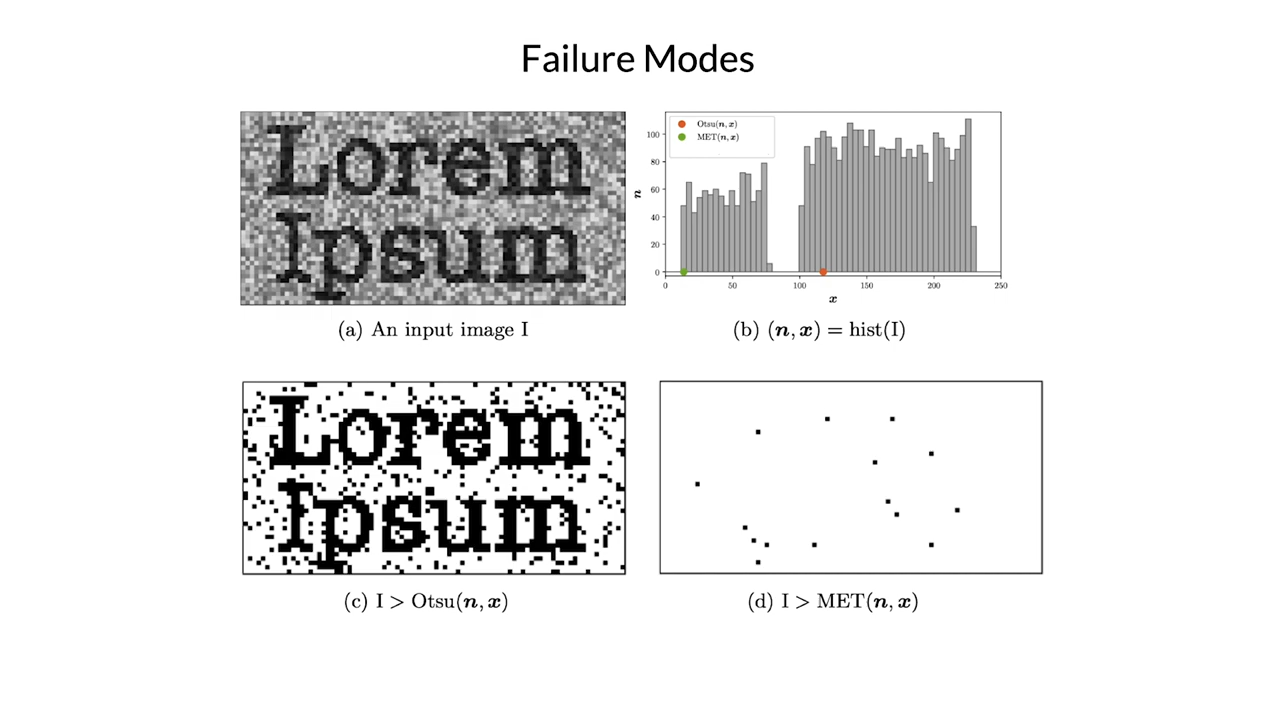 Failure Modes
Lorem
Ipsum
Otsu(n, x)
MET(n, x)
100
80
60
40
20
0
n
0 50 100 150 200 250
x
(a) An input image I
(b) (n, x) = hist(I)
Lorem
Ipsum
(c) I > Otsu(n, x)
(d) I > MET(n, x)